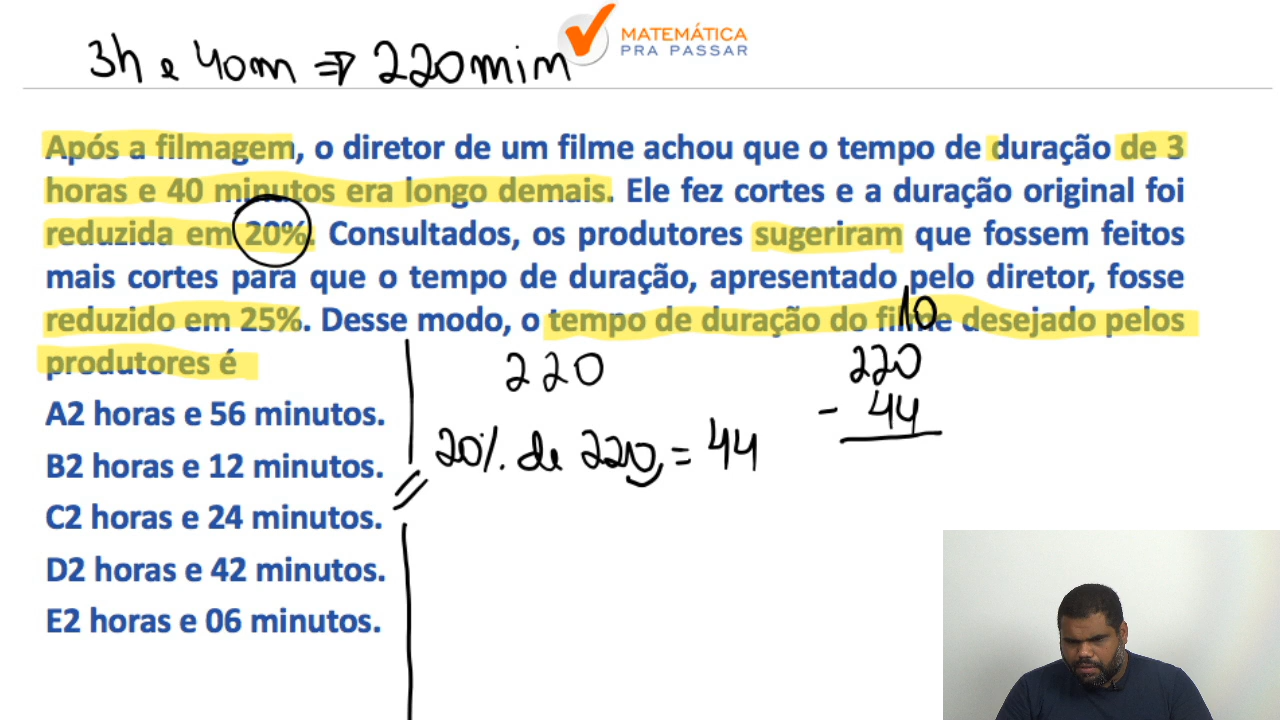 3h e 40m ⇒ 220mim
MATEMÁTICA
PRA PASSAR
Após a filmagem, o diretor de um filme achou que o tempo de duração de 3
horas e 40 minutos era longo demais. Ele fez cortes e a duração original foi
reduzida em 20%. Consultados, os produtores sugeriram que fossem feitos
mais cortes para que o tempo de duração, apresentado pelo diretor, fosse
reduzido em 25%. Desse modo, o tempo de duração do filme desejado pelos
produtores é
A2 horas e 56 minutos.
B2 horas e 12 minutos.
C2 horas e 24 minutos.
D2 horas e 42 minutos.
E2 horas e 06 minutos.
220
20% de 220, = 44
10
220
- 44